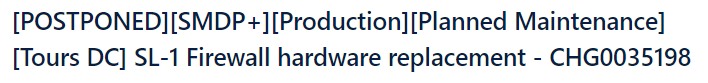 [POSTPONED][SMDP+][Production][Planned Maintenance]
[Tours DC] SL-1 Firewall hardware replacement - CHG0035198